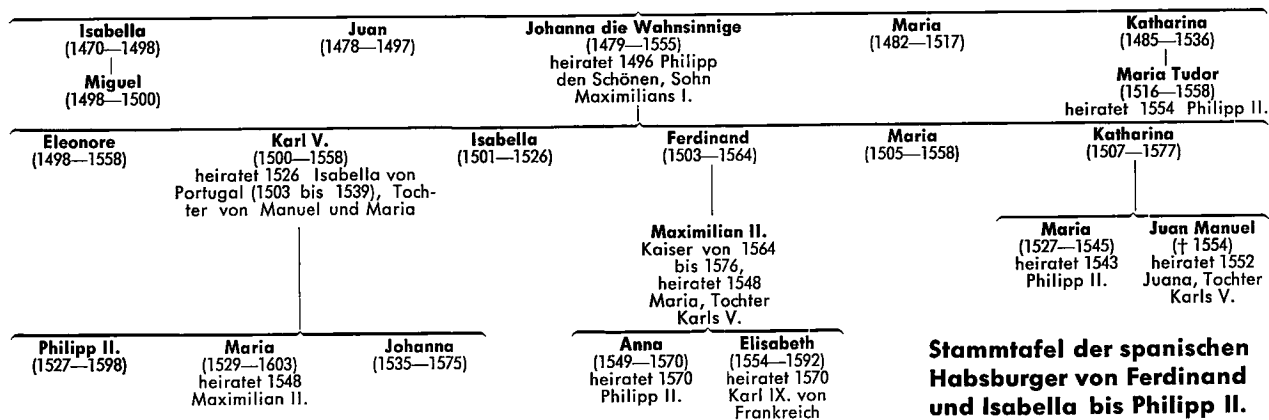 Isabella
(1470—1498)
Miguel
(1498—1500)
Juan
(1478—1497)
Johanna die Wahnsinnige
(1479—1555)
heiratet 1496 Philipp
den Schönen, Sohn
Maximilians I.
Maria
(1482—1517)
Katharina
(1485—1536)
Maria Tudor
(1516—1558)
heiratet 1554 Philipp II.
Eleonore
(1498—1558)
Karl V.
(1500—1558)
heiratet 1526 Isabella von
Portugal (1503 bis 1539), Toch-
ter von Manuel und Maria
Isabella
(1501—1526)
Ferdinand
(1503—1564)
Maria
(1505—1558)
Katharina
(1507—1577)
Maximilian II.
Kaiser von 1564
bis 1576,
heiratet 1548
Maria, Tochter
Karls V.
Maria
(1527—1545)
heiratet 1543
Philipp II.
Juan Manuel
(† 1554)
heiratet 1552
Juana, Tochter
Karls V.
Philipp II.
(1527—1598)
Maria
(1529—1603)
heiratet 1548
Maximilian II.
Johanna
(1535—1575)
Anna
(1549—1570)
heiratet 1570
Philipp II.
Elisabeth
(1554—1592)
heiratet 1570
Karl IX. von
Frankreich
Stammtafel der spanischen
Habsburger von Ferdinand
und Isabella bis Philipp II.